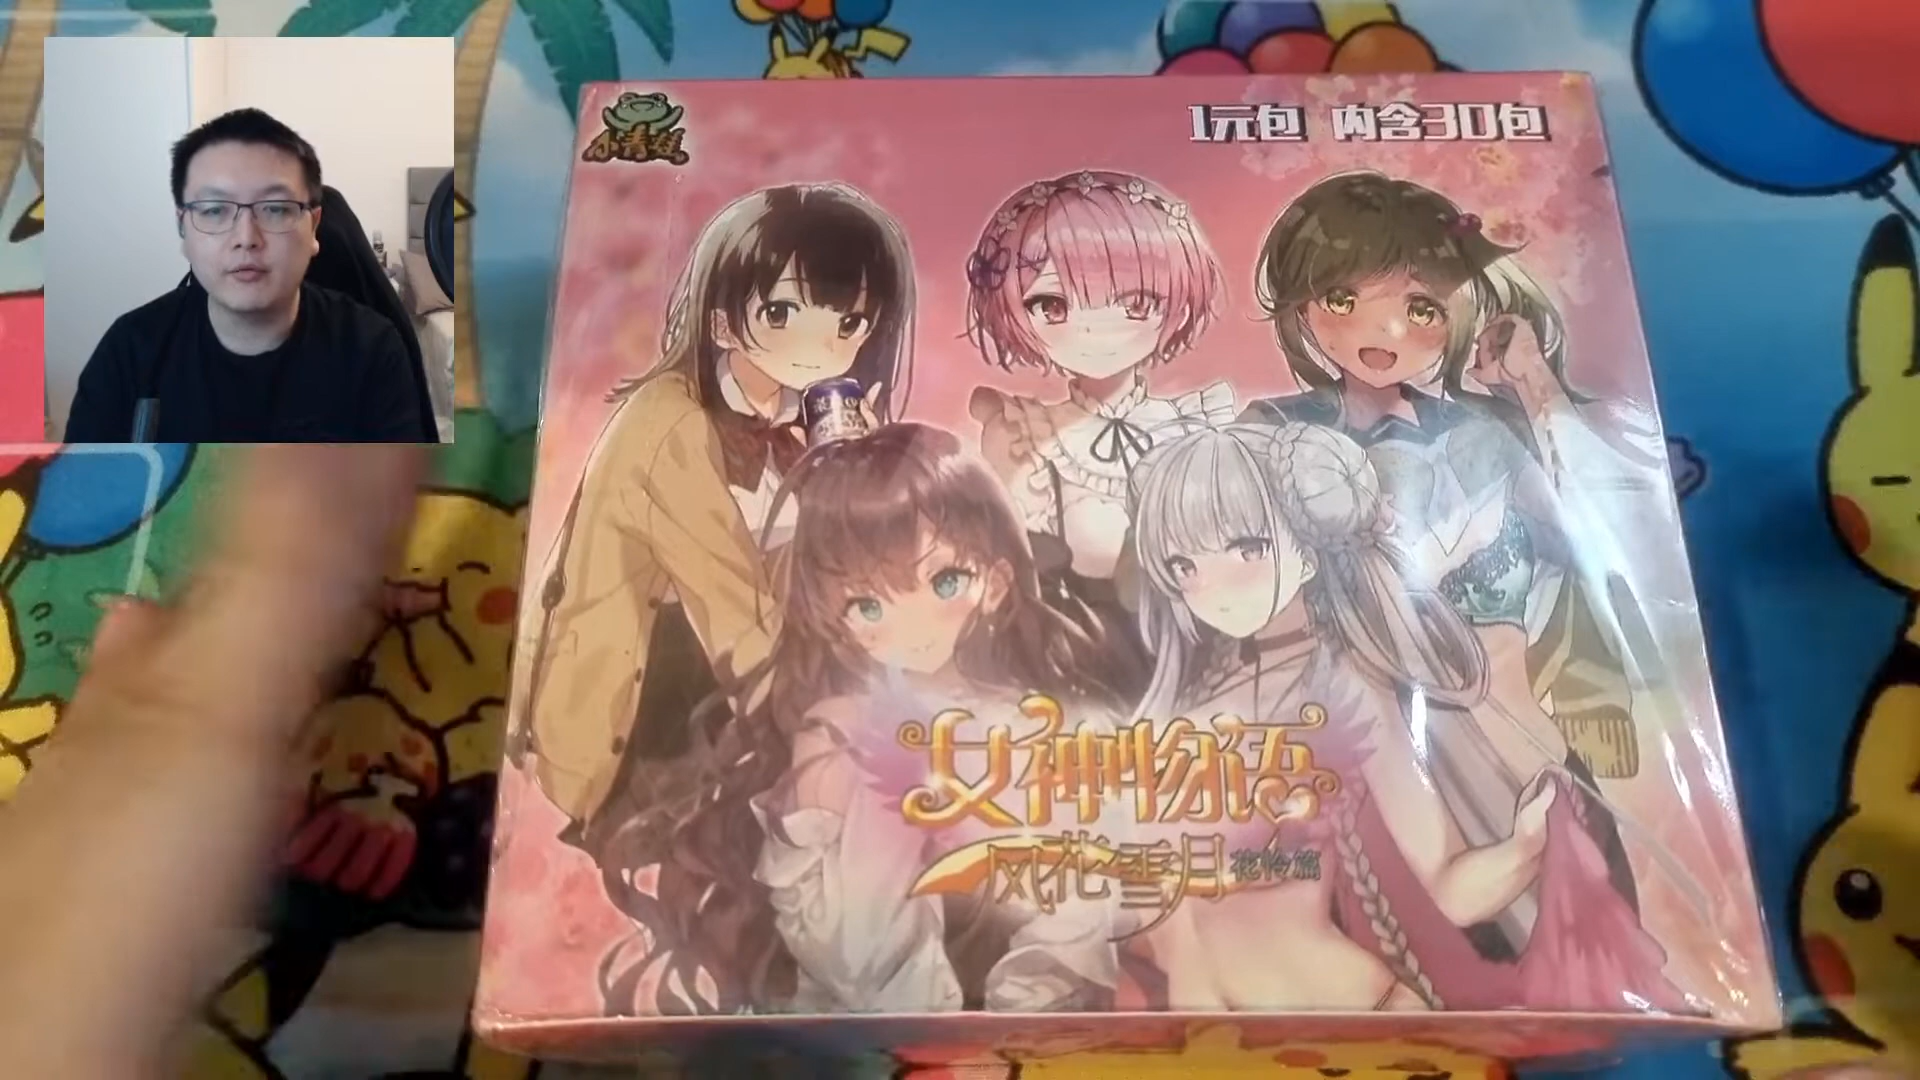 小青蛙
1元包 内含30包
女神物语
风花雪月 花怜篇